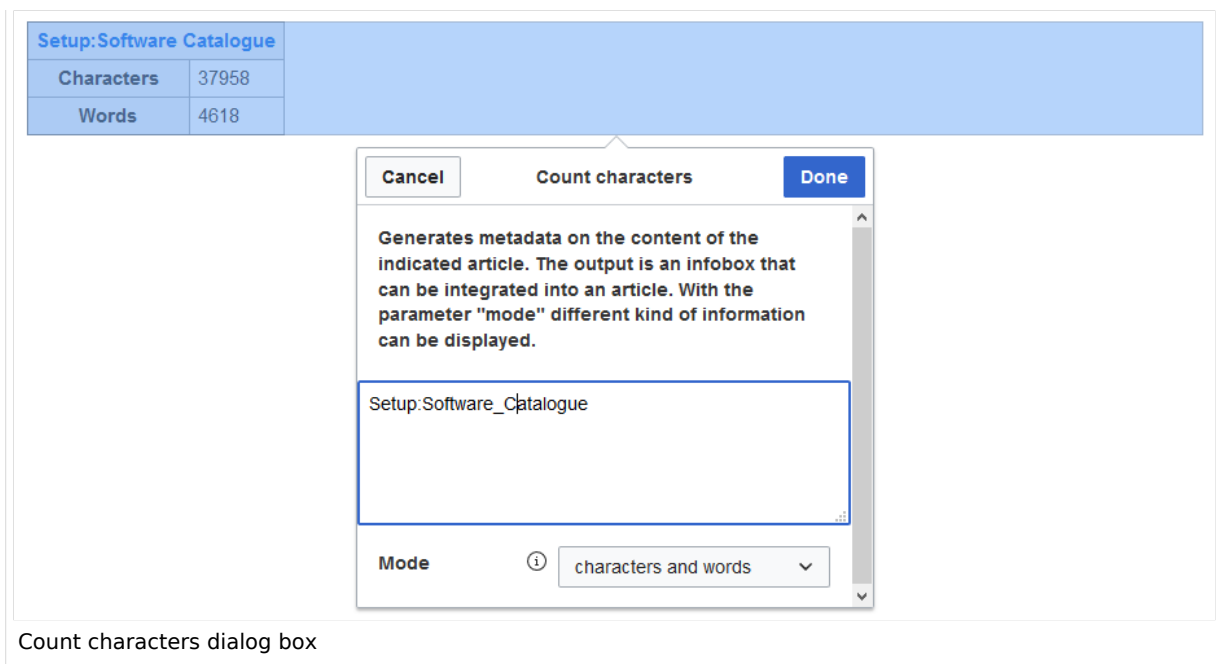 Setup:Software Catalogue
Characters 37958
Words 4618
Cancel Count characters Done
Generates metadata on the content of the
indicated article. The output is an infobox that
can be integrated into an article. With the
parameter "mode" different kind of information
can be displayed.
Setup:Software_Catalogue
Mode characters and words
Count characters dialog box